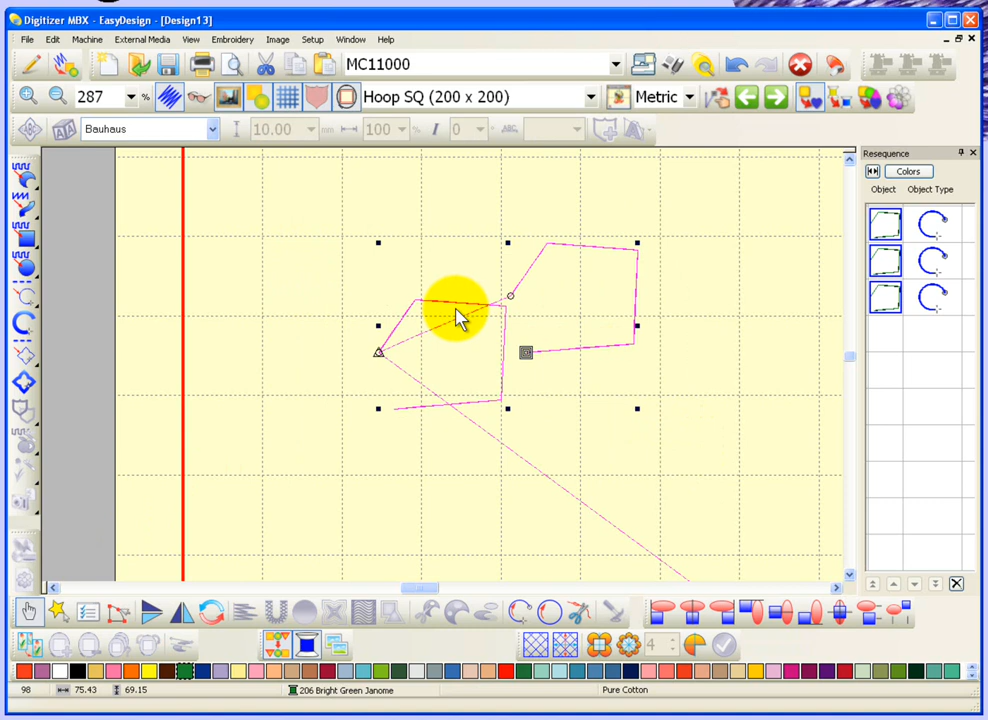 Digitizer MBX - EasyDesign - [Design13]
File Edit Machine External Media View Embroidery Image Setup Window Help
MC11000
287 % Hoop SQ (200 x 200) Metric
Bauhaus 10.00 mm 100 % I 0 ABC
Resequence
Colors
Object Object Type
4
98 75.43 69.15 206 Bright Green Janome Pure Cotton